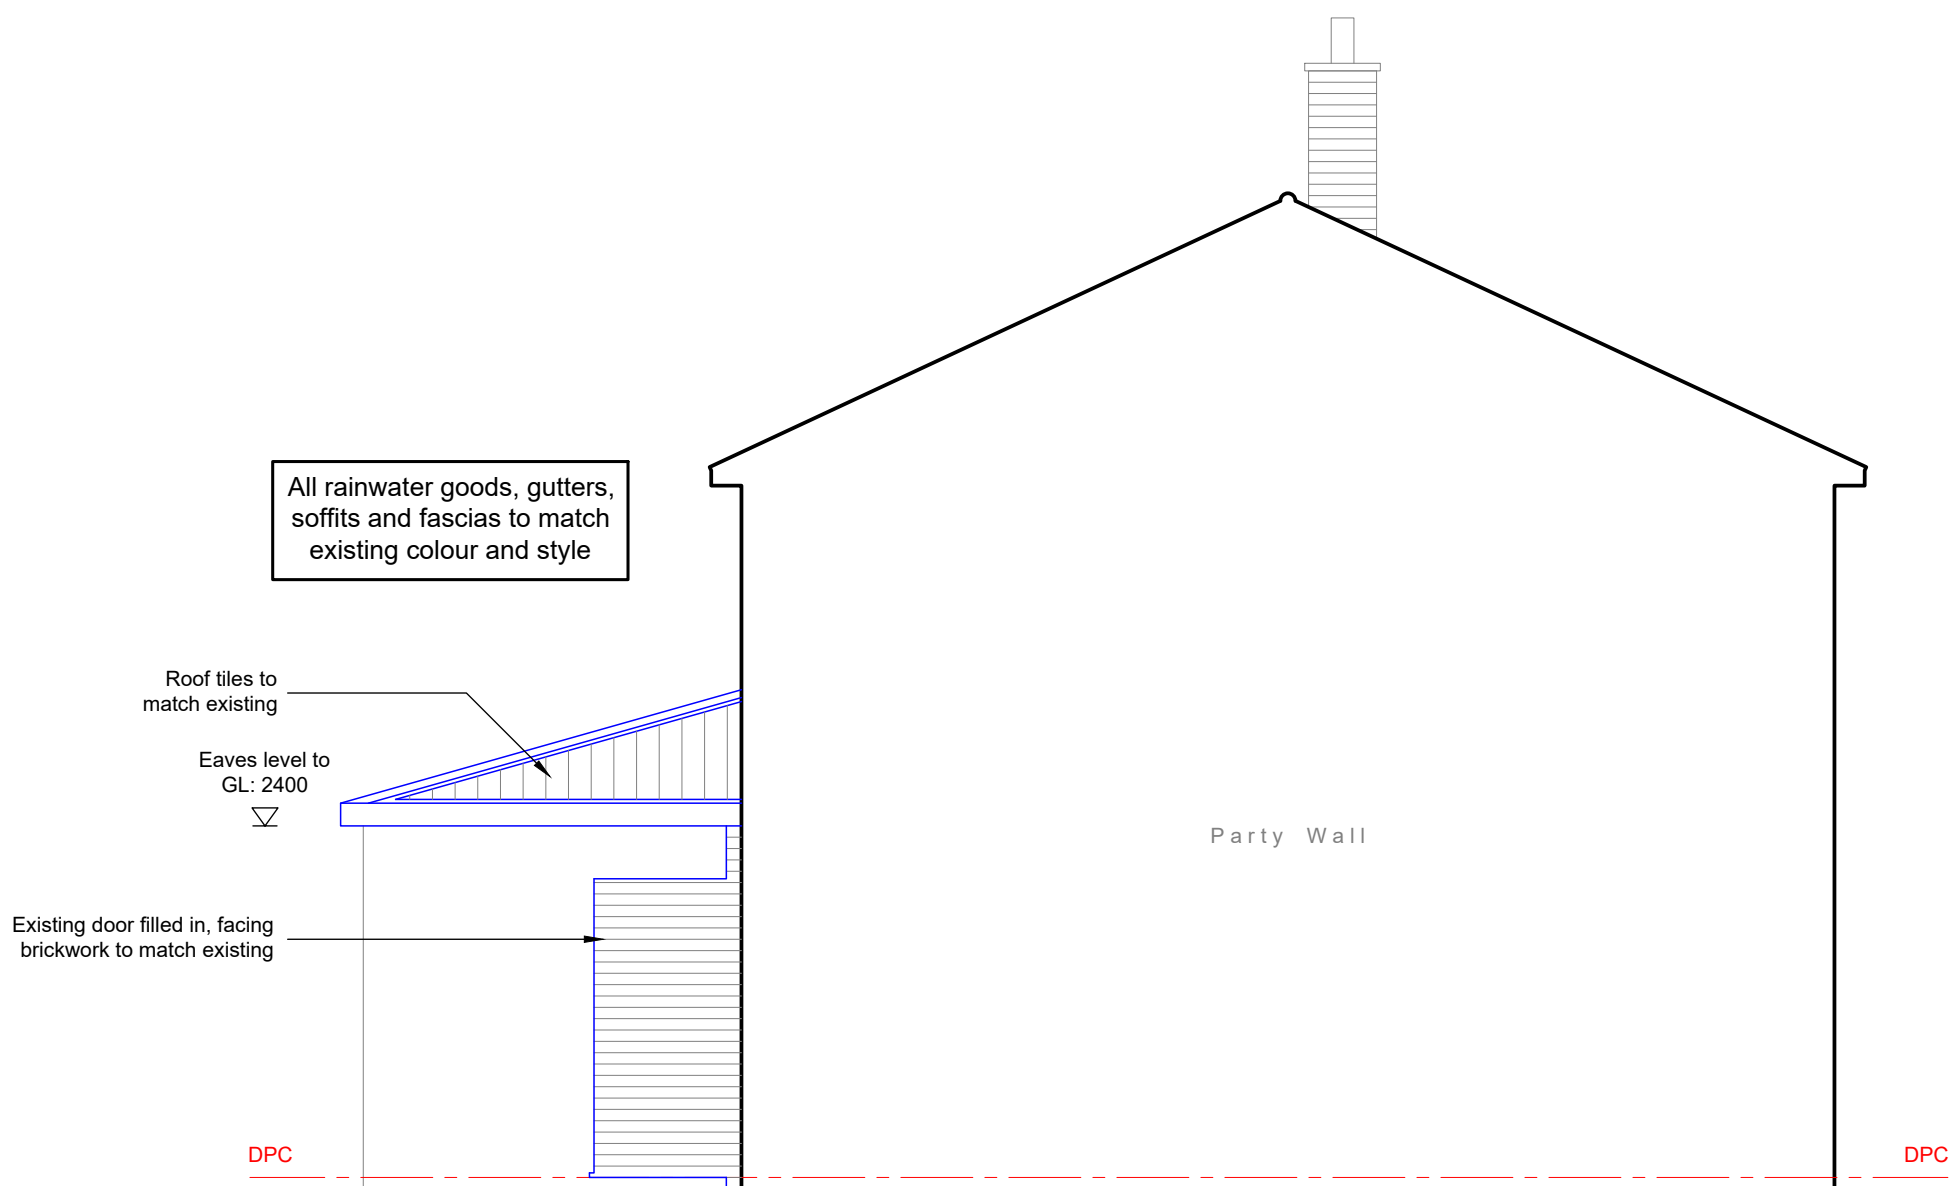 All rainwater goods, gutters,
soffits and fascias to match
existing colour and style
Roof tiles to
match existing
Eaves level to
GL: 2400
Party Wall
Existing door filled in, facing
brickwork to match existing
DPC
DPC